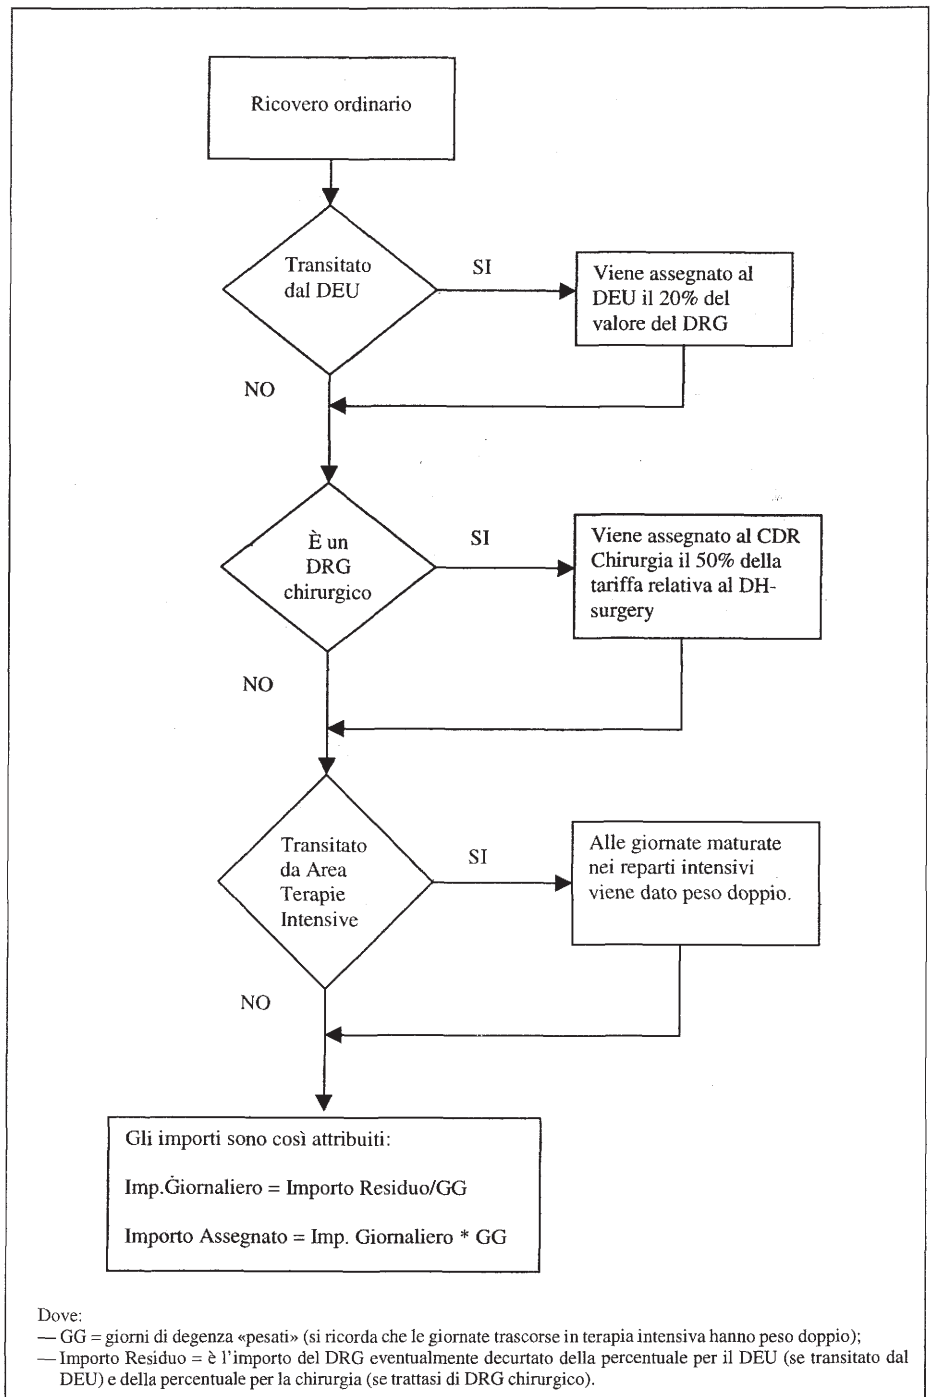 Ricovero ordinario
Transitato
dal DEU
SI
Viene assegnato al
DEU il 20% del
valore del DRG
NO
È un
DRG
chirurgico
SI
Viene assegnato al CDR
Chirurgia il 50% della
tariffa relativa al DH-
surgery
NO
Transitato
da Area
Terapie
Intensive
SI
Alle giornate maturate
nei reparti intensivi
viene dato peso doppio.
NO
Gli importi sono così attribuiti:
Imp.Giornaliero = Importo Residuo/GG
Importo Assegnato = Imp. Giornaliero * GG
Dove:
— GG = giorni di degenza «pesati» (si ricorda che le giornate trascorse in terapia intensiva hanno peso doppio);
— Importo Residuo = è l'importo del DRG eventualmente decurtato della percentuale per il DEU (se transitato dal
DEU) e della percentuale per la chirurgia (se trattasi di DRG chirurgico).